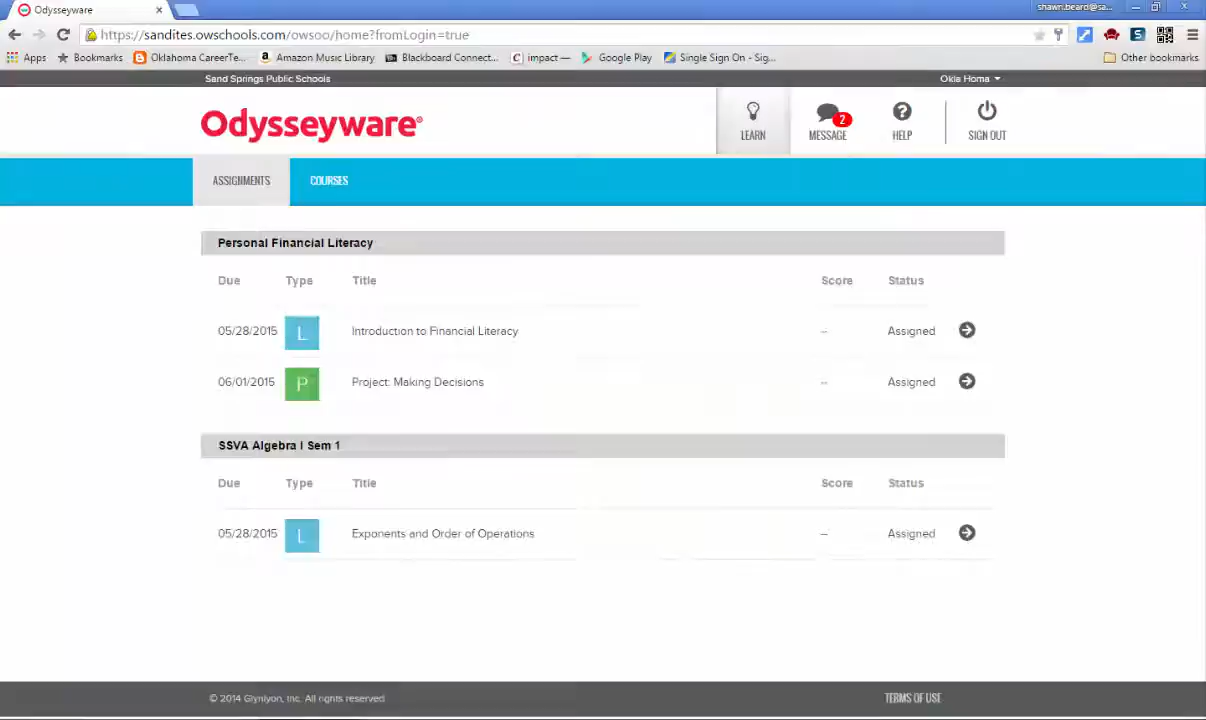 Odysseyware
shawn.beard@sa...
https://sandites.owschools.com/owsoo/home?fromLogin=true
Apps Bookmarks Oklahoma CareerTe... Amazon Music Library Blackboard Connect... impact — Google Play Single Sign On - Sig... Other bookmarks
Sand Springs Public Schools Okla Homa
Odysseyware
LEARN MESSAGE 2 HELP SIGN OUT
ASSIGNMENTS COURSES
Personal Financial Literacy
Due Type Title Score Status
05/28/2015 L Introduction to Financial Literacy -- Assigned
06/01/2015 P Project: Making Decisions -- Assigned
SSVA Algebra I Sem 1
Due Type Title Score Status
05/28/2015 L Exponents and Order of Operations -- Assigned
© 2014 Glynlyon, Inc. All rights reserved TERMS OF USE